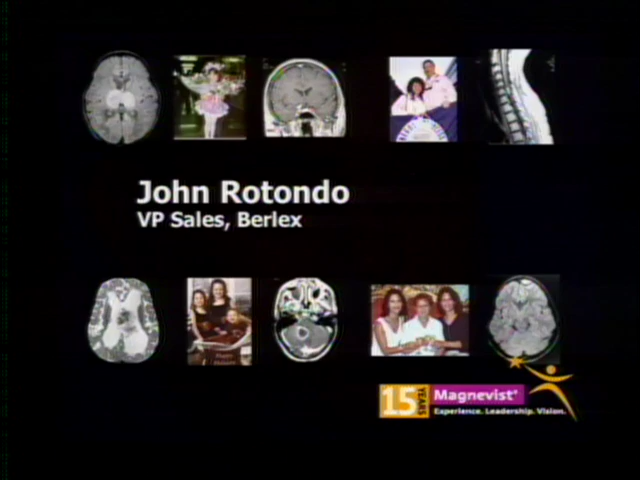 John Rotondo
VP Sales, Berlex
15 YEARS
Magnevist®
Experience. Leadership. Vision.